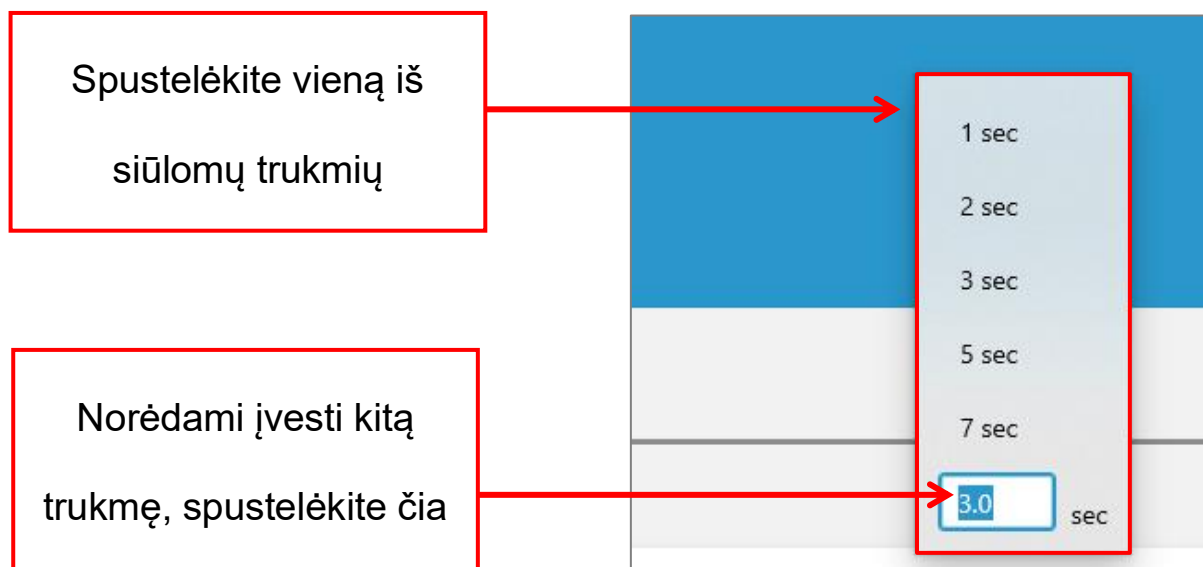 Spustelėkite vieną iš
siūlomų trukmių
Norėdami įvesti kitą
trukmę, spustelėkite čia
1 sec
2 sec
3 sec
5 sec
7 sec
3.0 sec